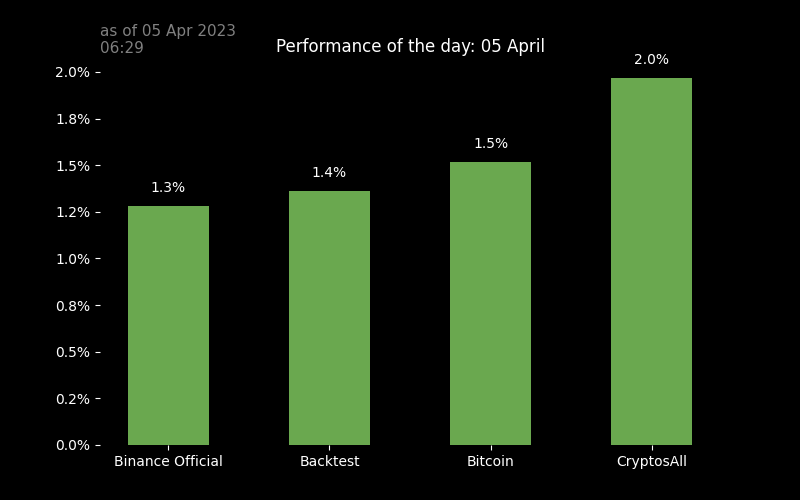 as of 05 Apr 2023
06:29
Performance of the day: 05 April
2.0%
2.0%
1.8%
1.5%
1.5%
1.4%
1.3%
1.2%
1.0%
0.8%
0.5%
0.2%
0.0%
Binance Official
Backtest
Bitcoin
CryptosAll